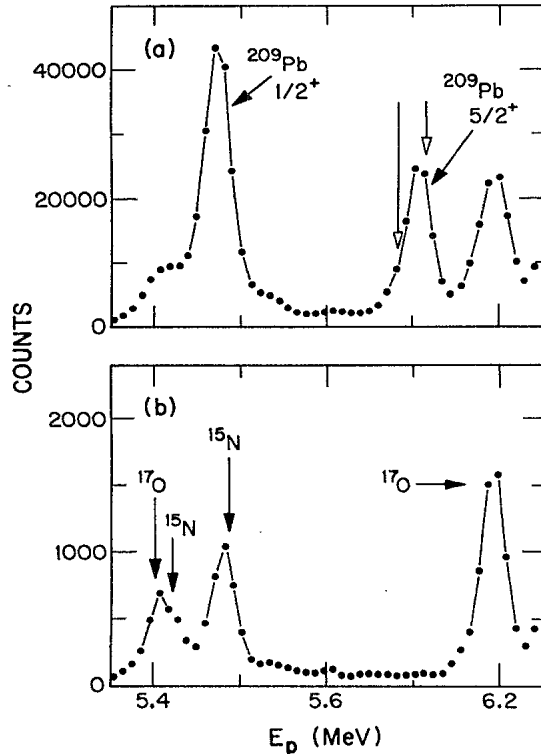 (a)
²⁰⁹Pb
1/2⁺
²⁰⁹Pb
5/2⁺
40000
20000
0
COUNTS
(b)
¹⁵N
¹⁷O
¹⁵N
¹⁷O
2000
1000
0
5.4
5.6
6.2
Eₚ (MeV)